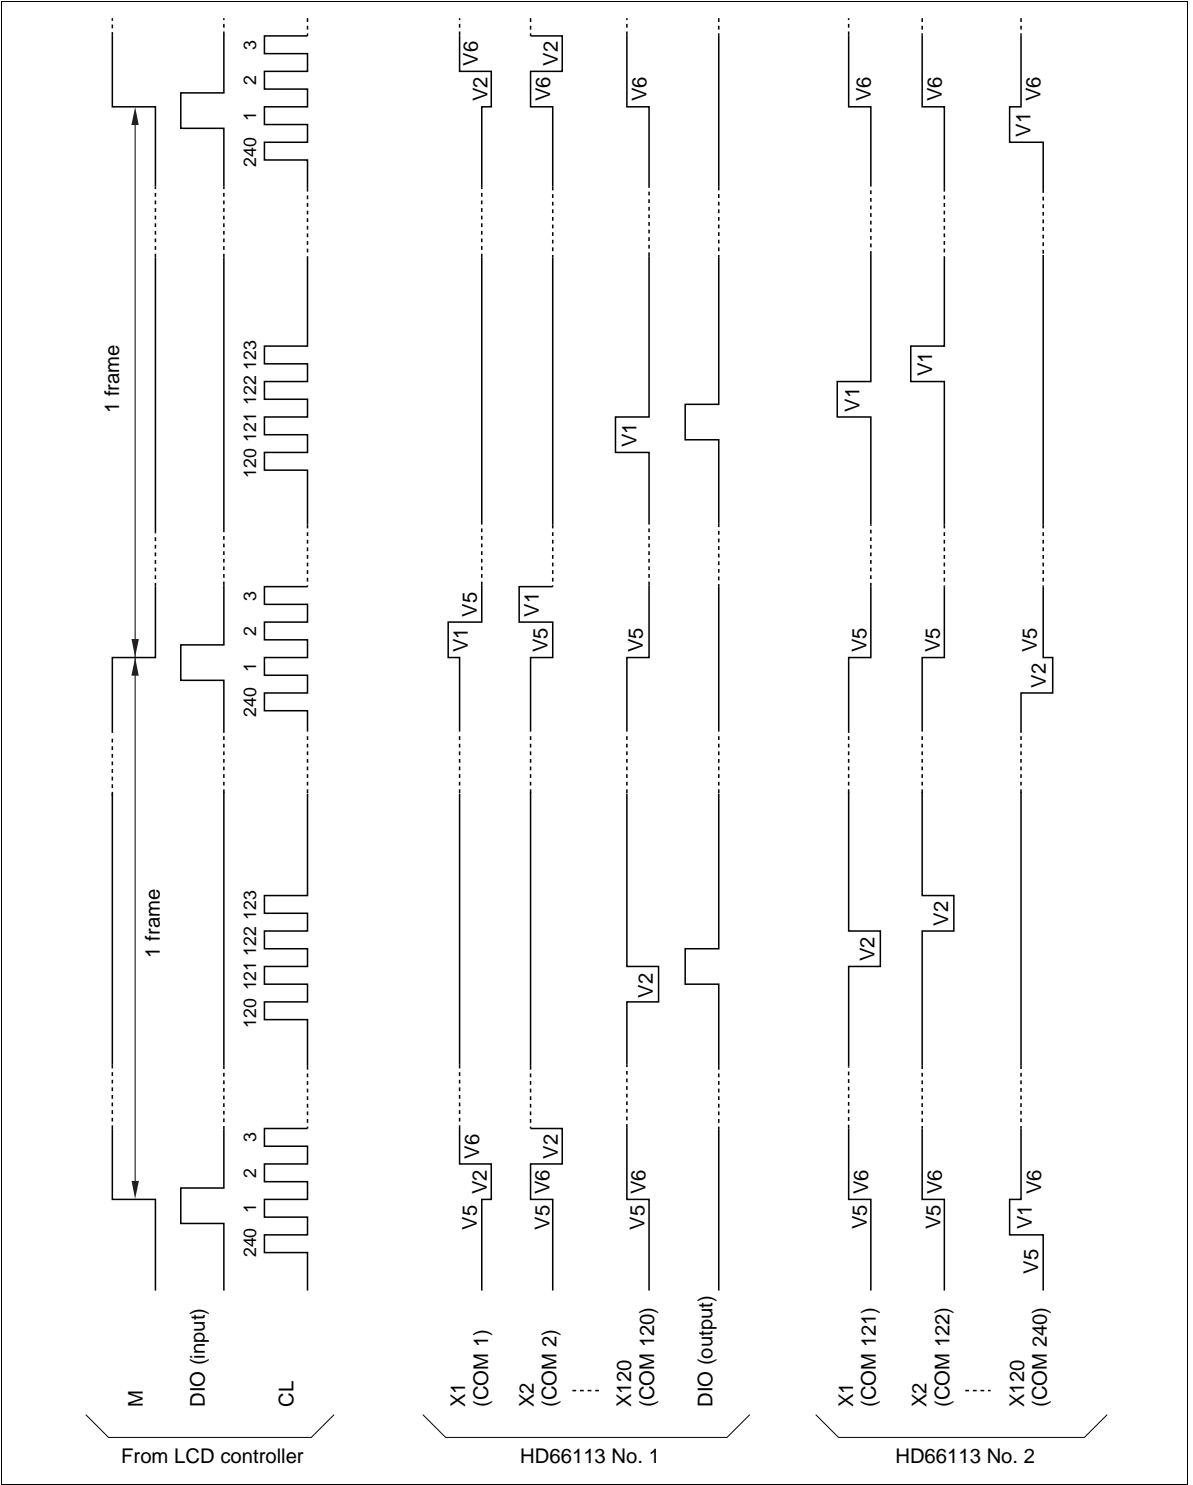 M
1 frame
1 frame
DIO (input)
CL
240
1
2
3
120
121
122
123
240
1
2
3
120
121
122
123
240
1
2
3
From LCD controller
X1
(COM 1)
V5
V2
V6
V1
V5
V2
V6
X2
(COM 2)
V5
V6
V2
V5
V1
V6
V2
X120
(COM 120)
V5
V6
V2
V5
V1
V6
DIO (output)
HD66113 No. 1
X1
(COM 121)
V5
V6
V2
V5
V1
V6
X2
(COM 122)
V5
V6
V2
V5
V1
V6
X120
(COM 240)
V5
V1
V6
V2
V5
V1
V6
HD66113 No. 2